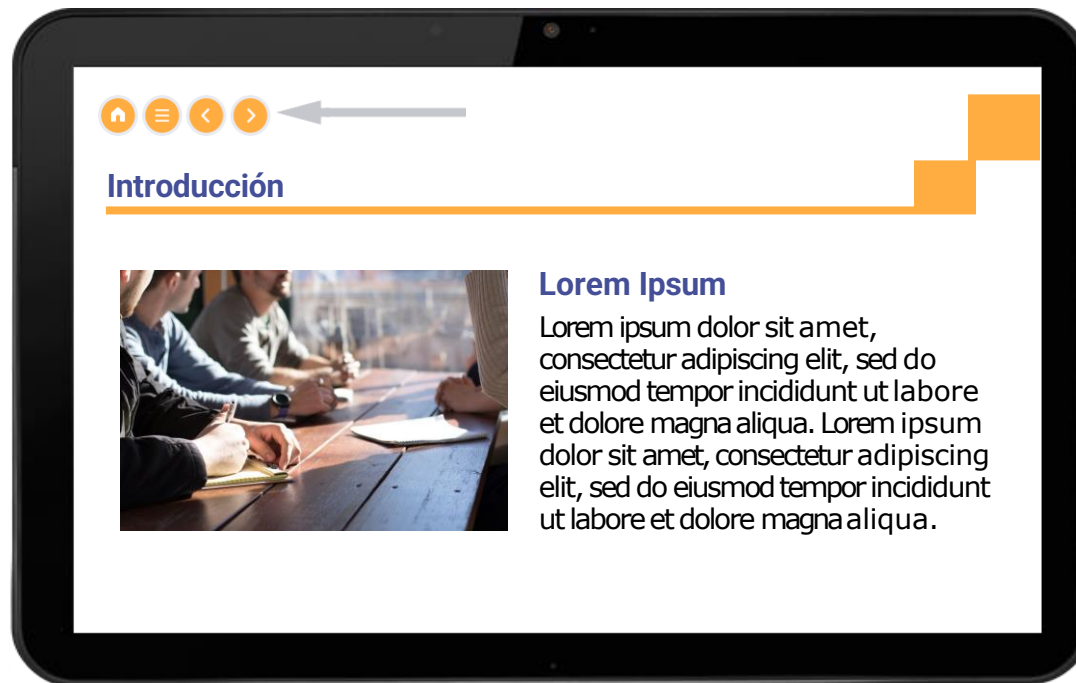 Introducción
Lorem Ipsum
Lorem ipsum dolor sit amet,
consectetur adipiscing elit, sed do
eiusmod tempor incididunt ut labore
et dolore magna aliqua. Lorem ipsum
dolor sit amet, consectetur adipiscing
elit, sed do eiusmod tempor incididunt
ut labore et dolore magna aliqua.